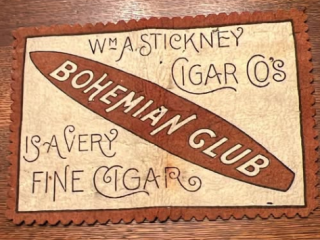 WM A. STICKNEY
CIGAR CO'S
BOHEMIAN CLUB
IS A VERY
FINE CIGAR